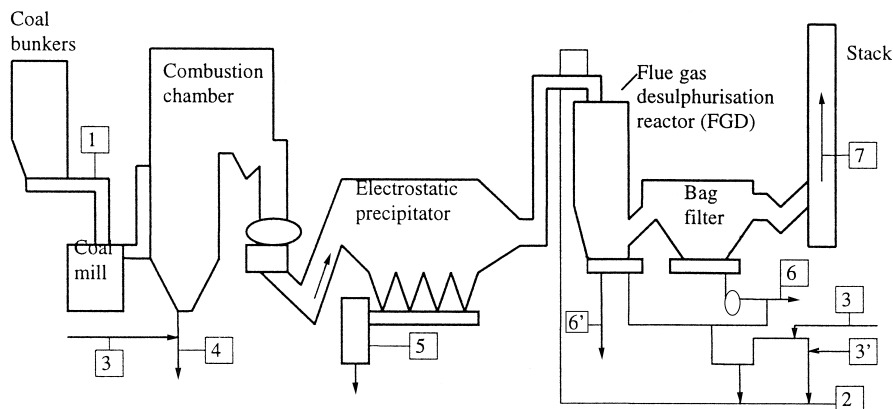 Coal
bunkers
Combustion
chamber
Flue gas
desulphurisation
reactor (FGD)
Stack
1
7
Electrostatic
precipitator
Bag
filter
Coal
mill
6
3
6'
3
4
5
3'
2